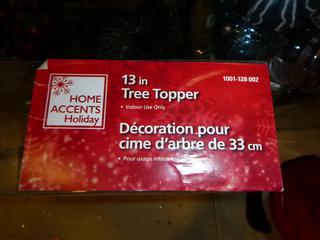 HOME
ACCENTS
Holiday
13 in
Tree Topper
• Indoor Use Only
1001-128 002
Décoration pour
cime d'arbre de 33 cm
• Pour usage intérieur